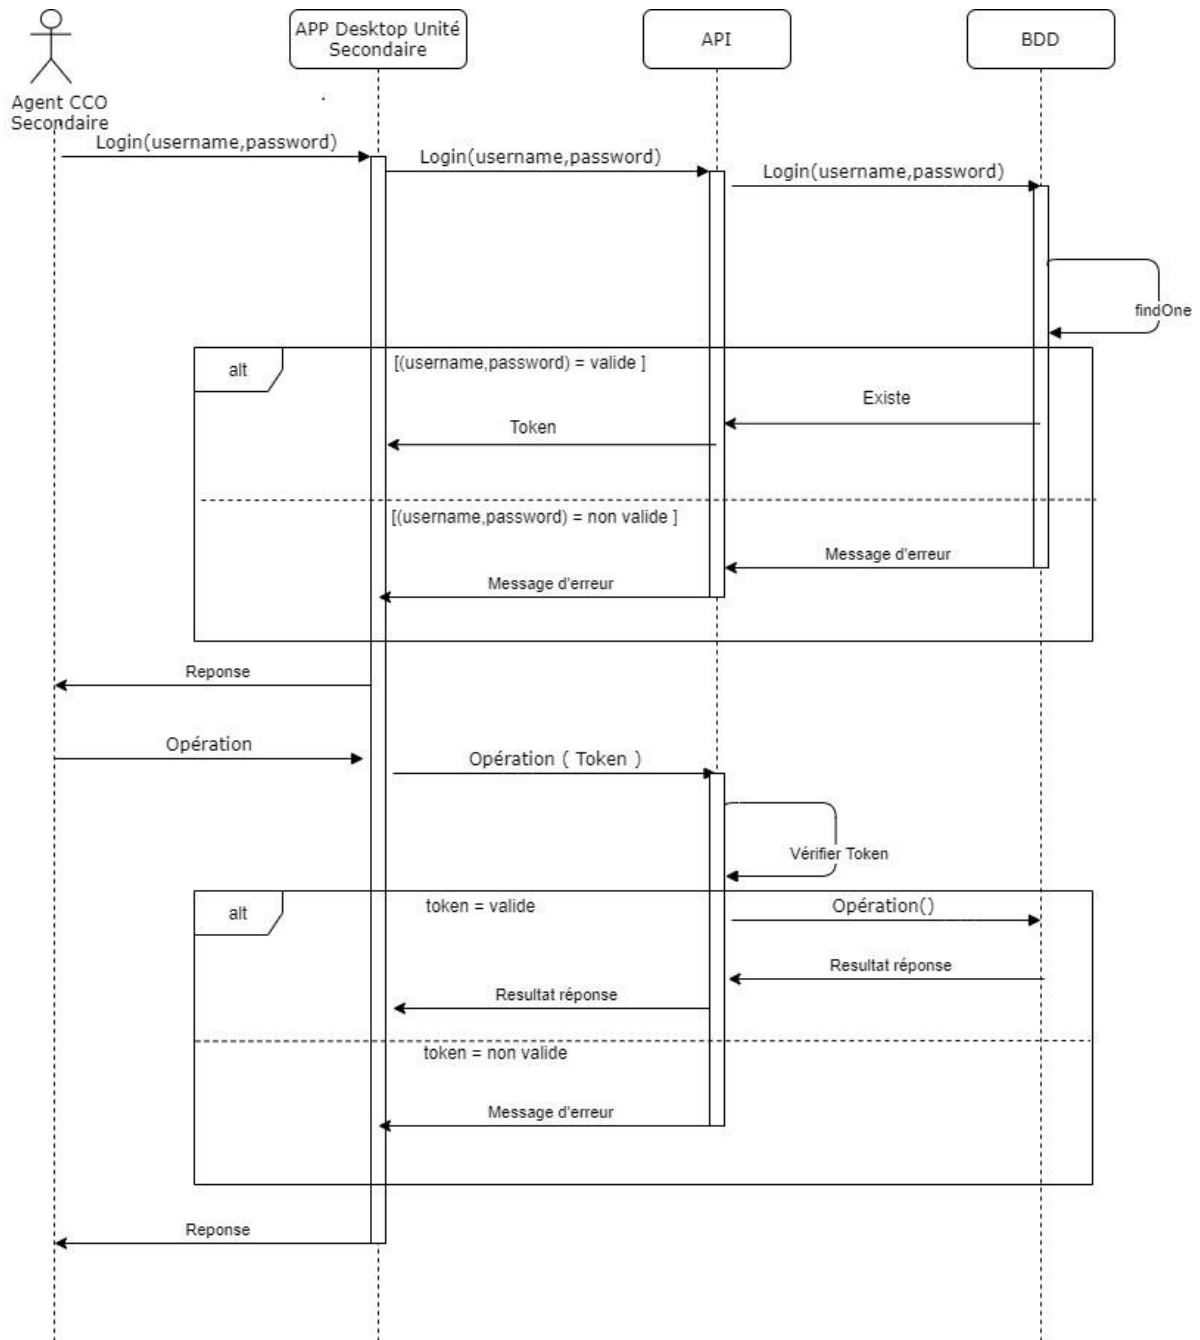 APP Desktop Unité
Secondaire
API
BDD
Agent CCO
Secondaire
Login(username,password)
Login(username,password)
Login(username,password)
findOne
alt
[(username,password) = valide ]
Existe
Token
[(username,password) = non valide ]
Message d'erreur
Message d'erreur
Reponse
Opération
Opération ( Token )
Vérifier Token
alt
token = valide
Opération()
Resultat réponse
Resultat réponse
token = non valide
Message d'erreur
Reponse